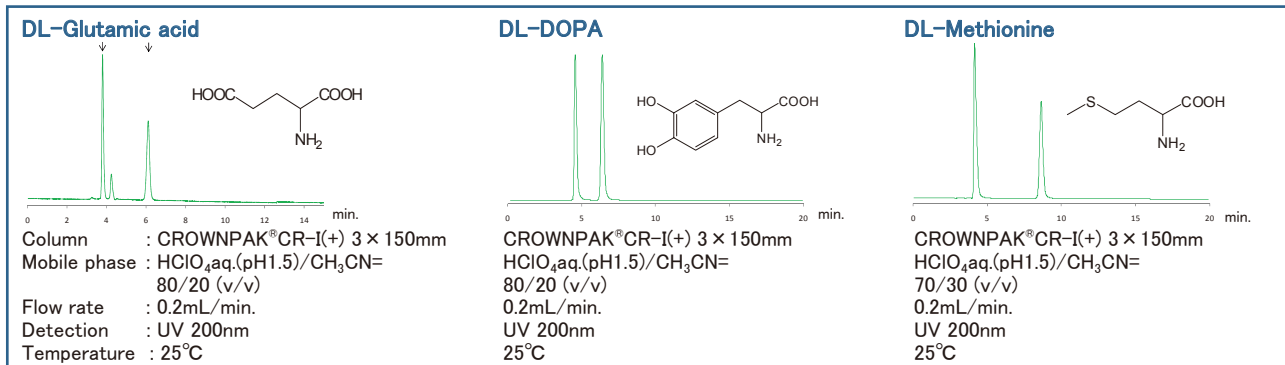 DL-Glutamic acid
HOOC
COOH
NH2
0 2 4 6 8 10 12 14
min.
Column : CROWNPAK®CR-I(+) 3×150mm
Mobile phase : HClO4aq.(pH1.5)/CH3CN=
80/20 (v/v)
Flow rate : 0.2mL/min.
Detection : UV 200nm
Temperature : 25℃
DL-DOPA
HO
HO
COOH
NH2
0 5 10 15 20
min.
CROWNPAK®CR-I(+) 3×150mm
HClO4aq.(pH1.5)/CH3CN=
80/20 (v/v)
0.2mL/min.
UV 200nm
25℃
DL-Methionine
S
COOH
NH2
0 5 10 15 20
min.
CROWNPAK®CR-I(+) 3×150mm
HClO4aq.(pH1.5)/CH3CN=
70/30 (v/v)
0.2mL/min.
UV 200nm
25℃